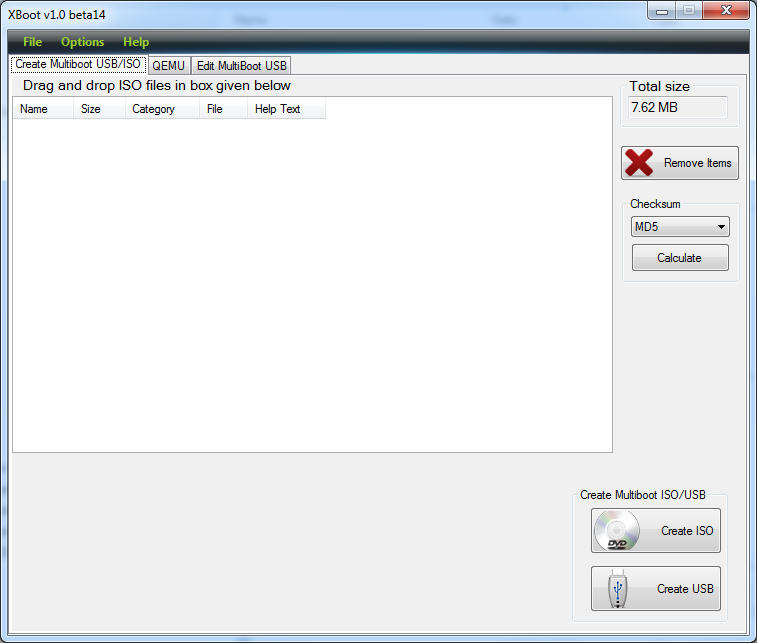 XBoot v1.0 beta14
File Options Help
Create Multiboot USB/ISO QEMU Edit MultiBoot USB
Drag and drop ISO files in box given below
Name Size Category File Help Text
Total size
7.62 MB
Remove Items
Checksum
MD5
Calculate
Create Multiboot ISO/USB
DVD
Create ISO
Create USB